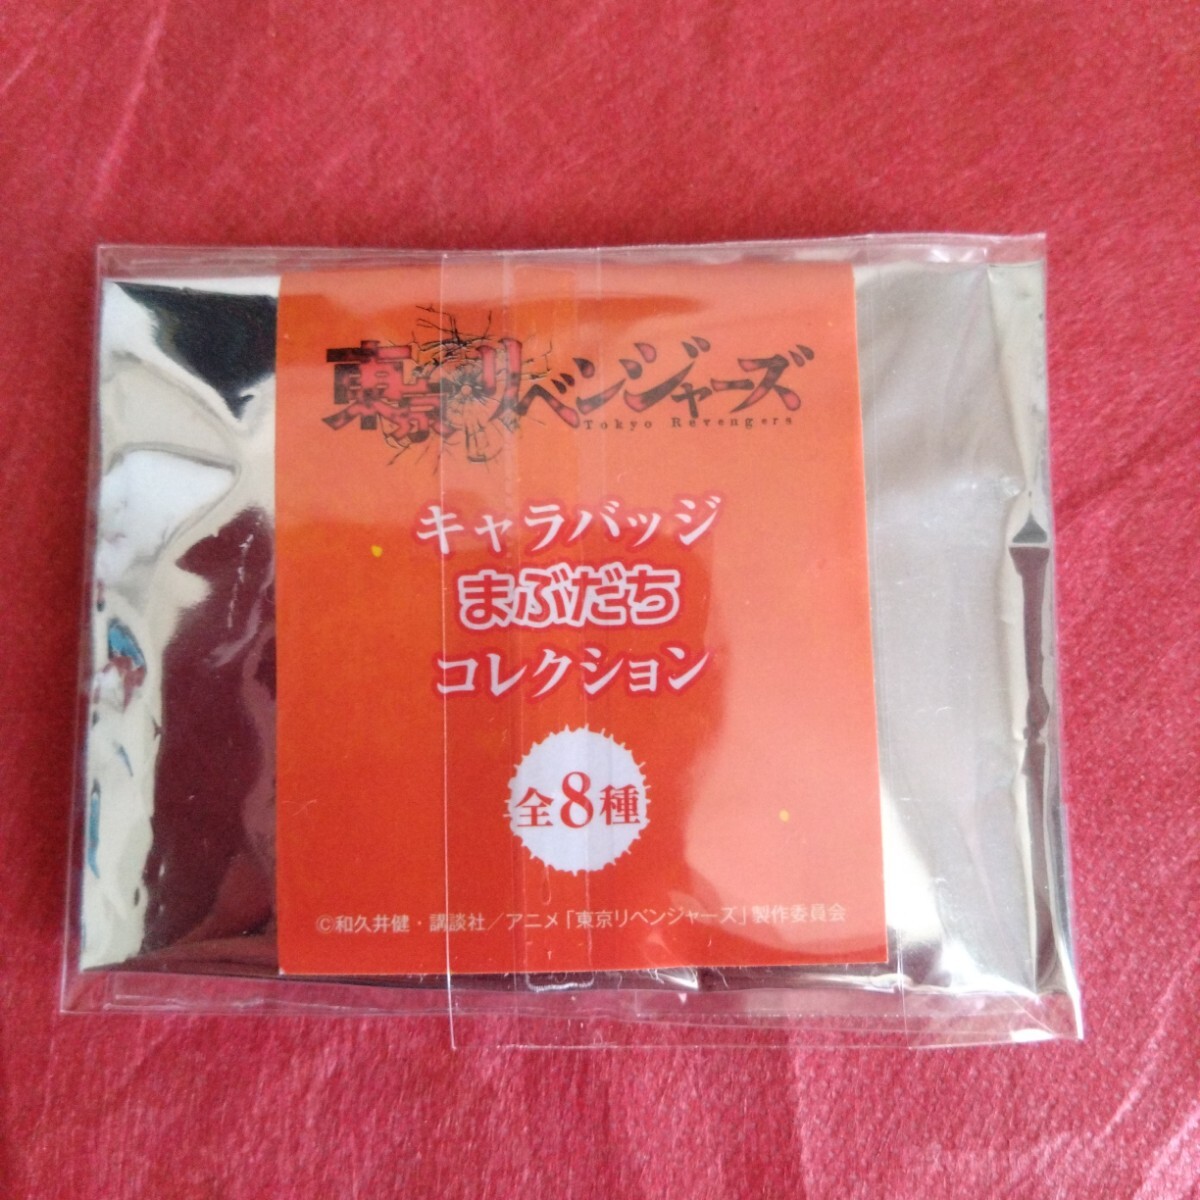 東京リベンジャーズ
Tokyo Revengers
キャラバッジ
まぶだち
コレクション
全8種
©和久井健・講談社／アニメ「東京リベンジャーズ」製作委員会